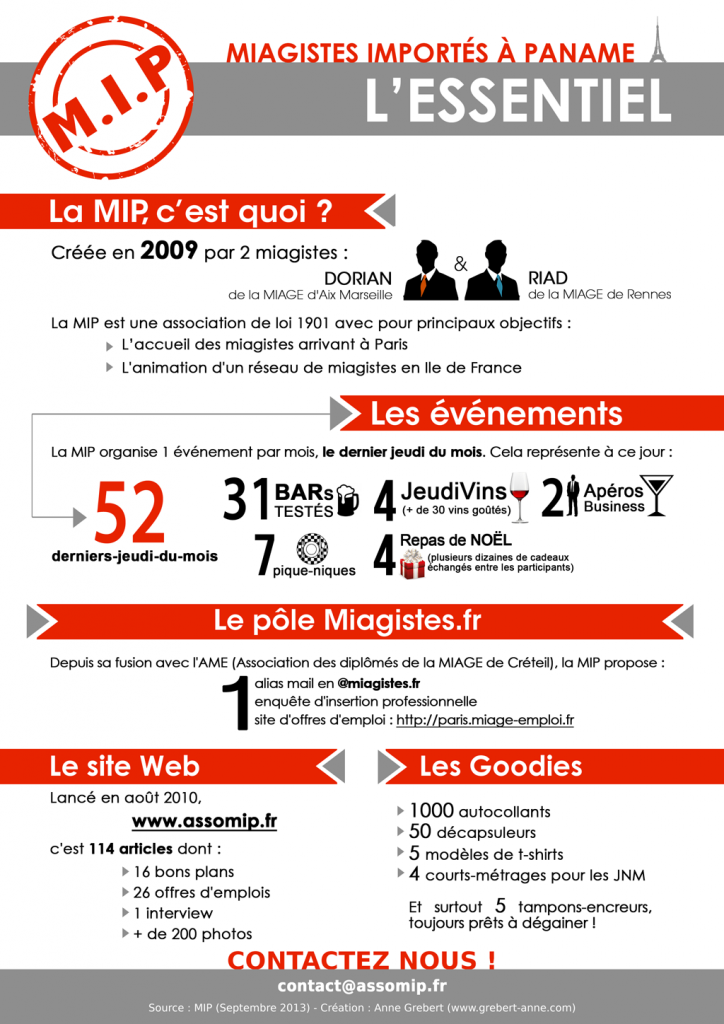 M.I.P
MIAGISTES IMPORTÉS À PANAME
L'ESSENTIEL
La MIP, c'est quoi ?
Créée en 2009 par 2 miagistes :
DORIAN
de la MIAGE d'Aix Marseille
&
RIAD
de la MIAGE de Rennes
La MIP est une association de loi 1901 avec pour principaux objectifs :
L'accueil des miagistes arrivant à Paris
L'animation d'un réseau de miagistes en Ile de France
Les événements
La MIP organise 1 événement par mois, le dernier jeudi du mois. Cela représente à ce jour :
52
derniers-jeudi-du-mois
31 BARs
TESTÉS
4 JeudiVins
(+ de 30 vins goûtés)
2 Apéros
Business
7 pique-niques
4 Repas de NOËL
(plusieurs dizaines de cadeaux
échangés entre les participants)
Le pôle Miagistes.fr
Depuis sa fusion avec l'AME (Association des diplômés de la MIAGE de Créteil), la MIP propose :
1 alias mail en @miagistes.fr
enquête d'insertion professionnelle
site d'offres d'emploi : http://paris.miage-emploi.fr
Le site Web
Lancé en août 2010,
www.assomip.fr
c'est 114 articles dont :
16 bons plans
26 offres d'emplois
1 interview
+ de 200 photos
Les Goodies
1000 autocollants
50 décapsuleurs
5 modèles de t-shirts
4 courts-métrages pour les JNM
Et surtout 5 tampons-encreurs,
toujours prêts à dégainer !
CONTACTEZ NOUS !
contact@assomip.fr
Source : MIP (Septembre 2013) - Création : Anne Grebert (www.grebert-anne.com)